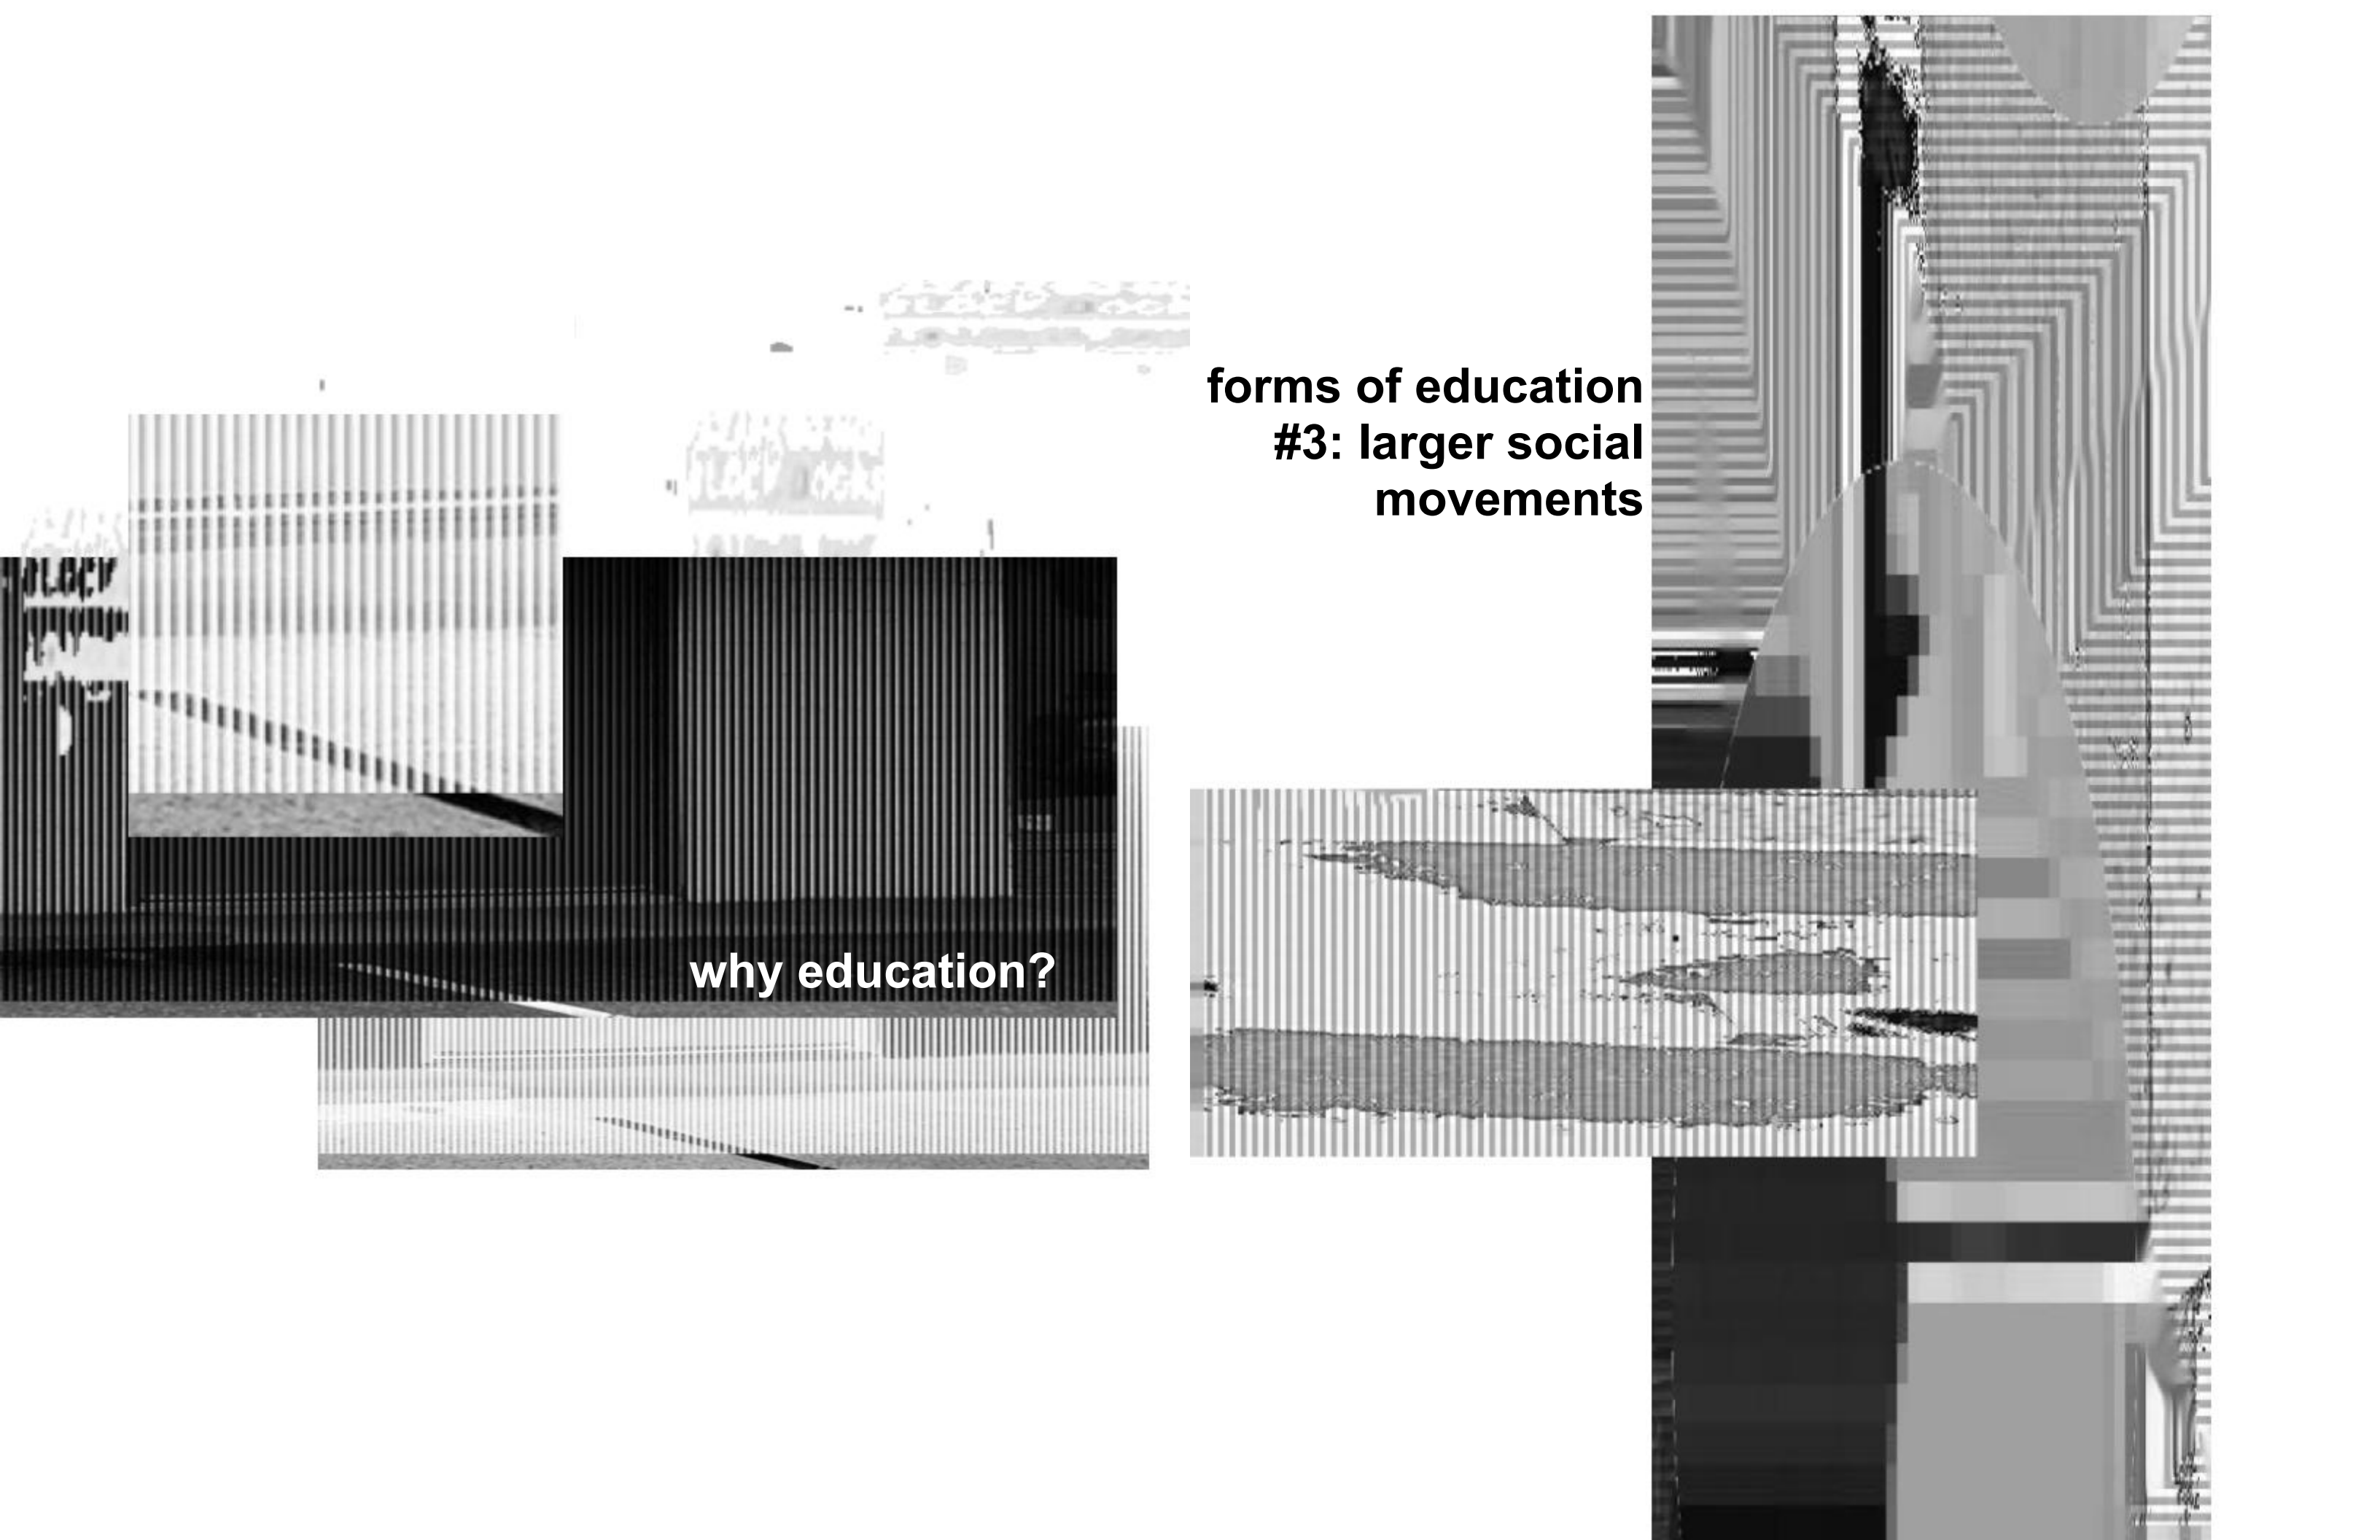 why education?
forms of education
#3: larger social
movements